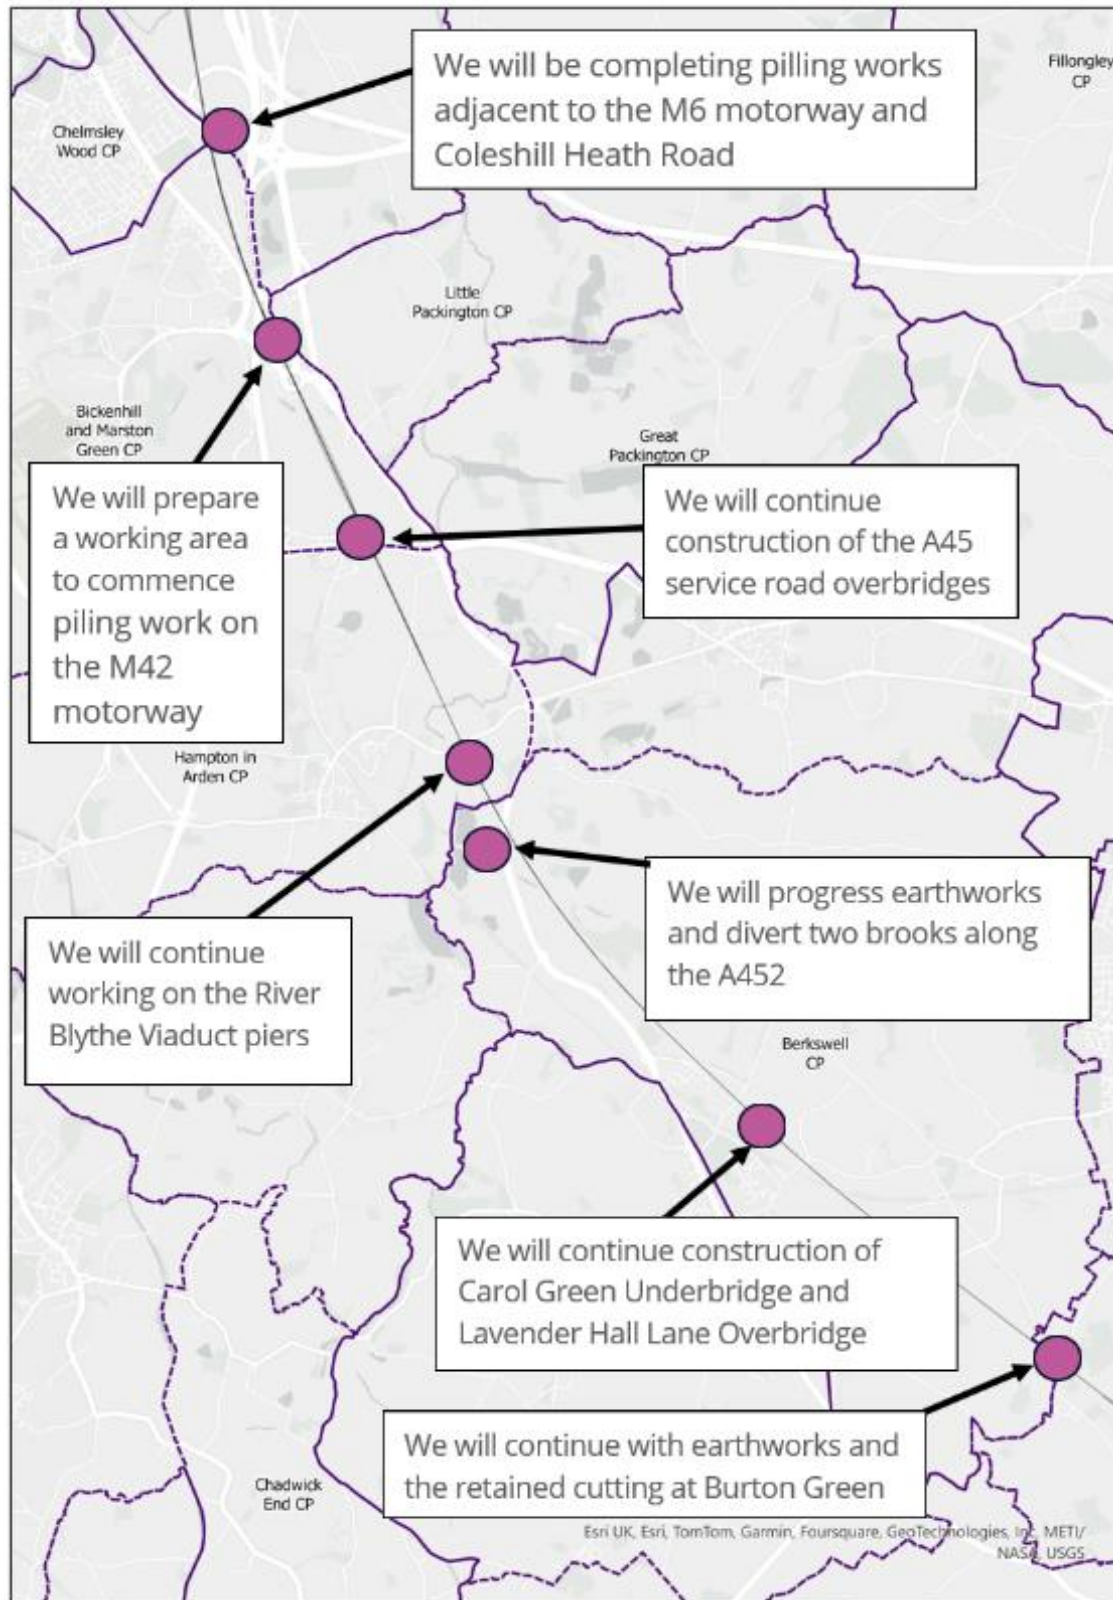 We will be completing pilling works
adjacent to the M6 motorway and
Coleshill Heath Road
Fillongley
CP
Chelmsley
Wood CP
Little
Packington CP
Bickenhill
and Marston
Green CP
Great
Packington CP
We will prepare
a working area
to commence
piling work on
the M42
motorway
We will continue
construction of the A45
service road overbridges
Hampton in
Arden CP
We will progress earthworks
and divert two brooks along
the A452
We will continue
working on the River
Blythe Viaduct piers
Berkswell
CP
We will continue construction of
Carol Green Underbridge and
Lavender Hall Lane Overbridge
We will continue with earthworks and
the retained cutting at Burton Green
Chadwick
End CP
Esri UK, Esri, TomTom, Garmin, Foursquare, GeoTechnologies, Inc, METI/
NASA, USGS